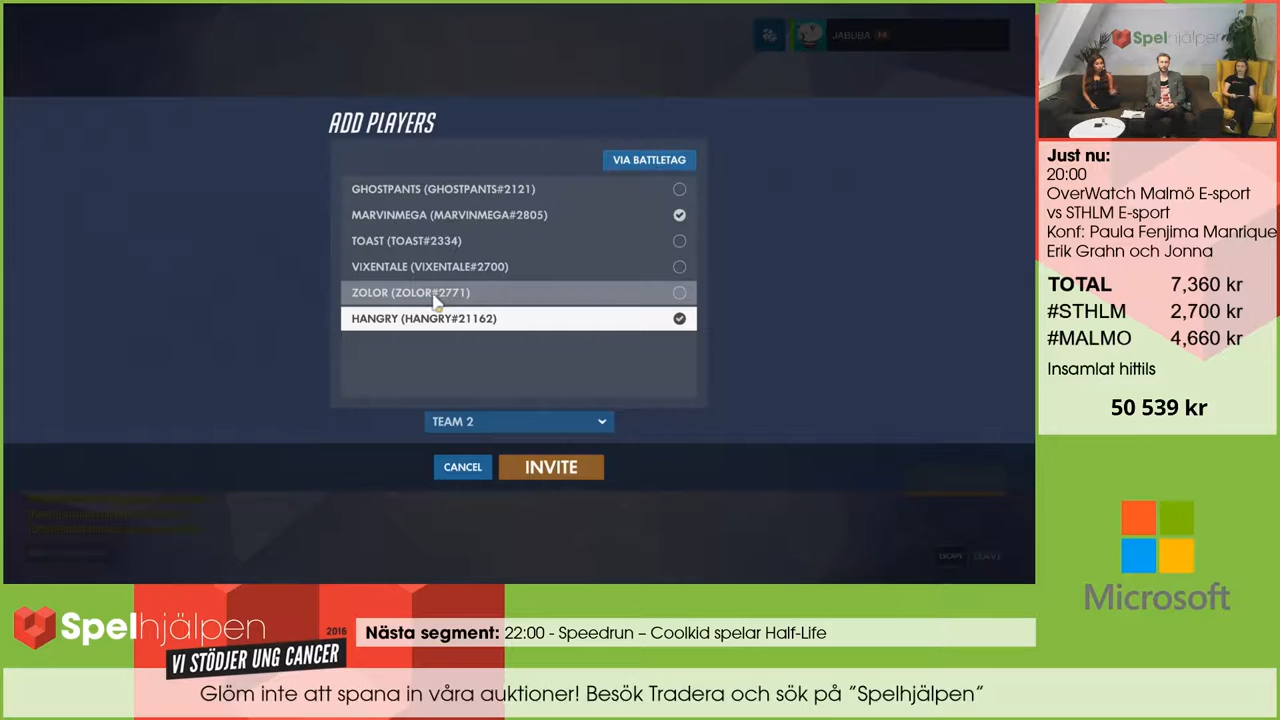 JABUBA
Spelhjälpen
ADD PLAYERS
VIA BATTLETAG
GHOSTPANTS (GHOSTPANTS#2121)
MARVINMEGA (MARVINMEGA#2805)
TOAST (TOAST#2334)
VIXENTALE (VIXENTALE#2700)
ZOLOR (ZOLOR#2771)
HANGRY (HANGRY#21162)
TEAM 2
CANCEL
INVITE
ESCAPE
LEAVE
Just nu:
20:00
OverWatch Malmö E-sport
vs STHLM E-sport
Konf: Paula Fenjima Manrique
Erik Grahn och Jonna
TOTAL 7,360 kr
#STHLM 2,700 kr
#MALMO 4,660 kr
Insamlat hittils
50 539 kr
Microsoft
Spelhjälpen
2016
VI STÖDJER UNG CANCER
Nästa segment: 22:00 - Speedrun – Coolkid spelar Half-Life
Glöm inte att spana in våra auktioner! Besök Tradera och sök på ”Spelhjälpen”